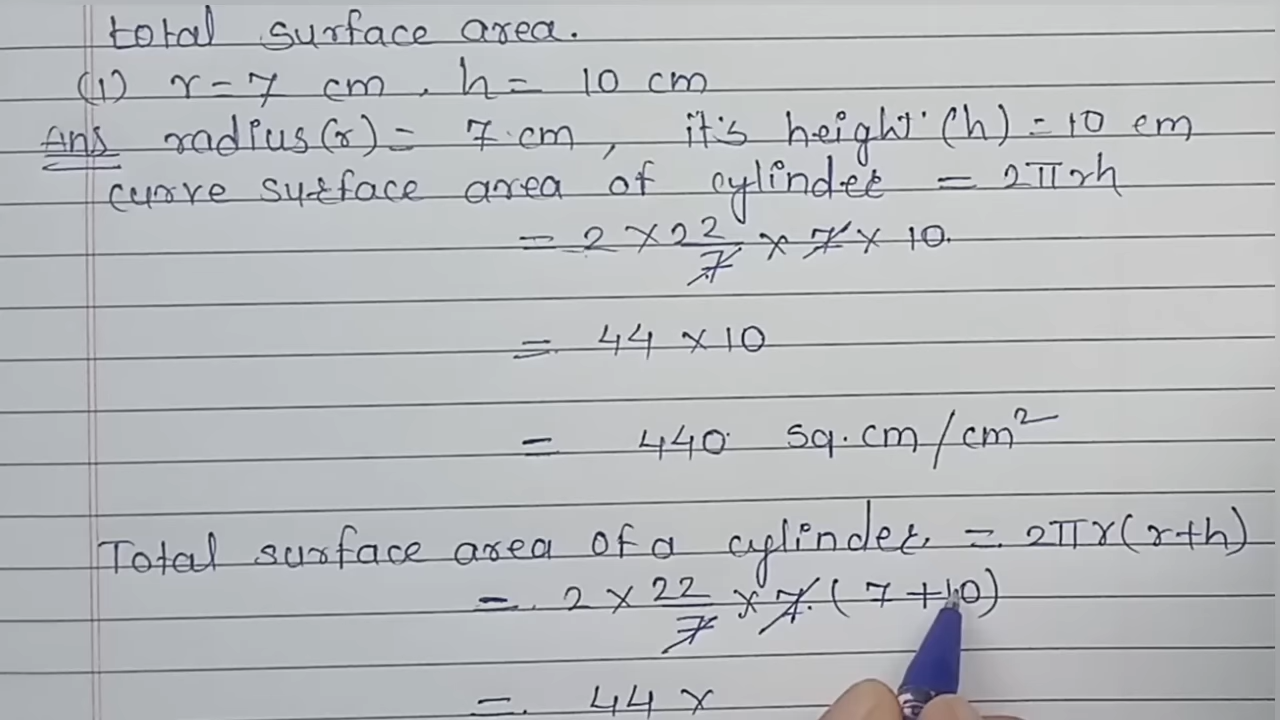 total surface area.
(1) r = 7 cm, h = 10 cm
Ans radius(r) = 7 cm, it's height (h) = 10 cm
curve surface area of cylinder = 2πrh
= 2 × 22/7 × 7 × 10
= 44 × 10
= 440 sq.cm/cm²
Total surface area of a cylinder = 2πr(r+h)
= 2 × 22/7 × 7 (7+10)
= 44 ×